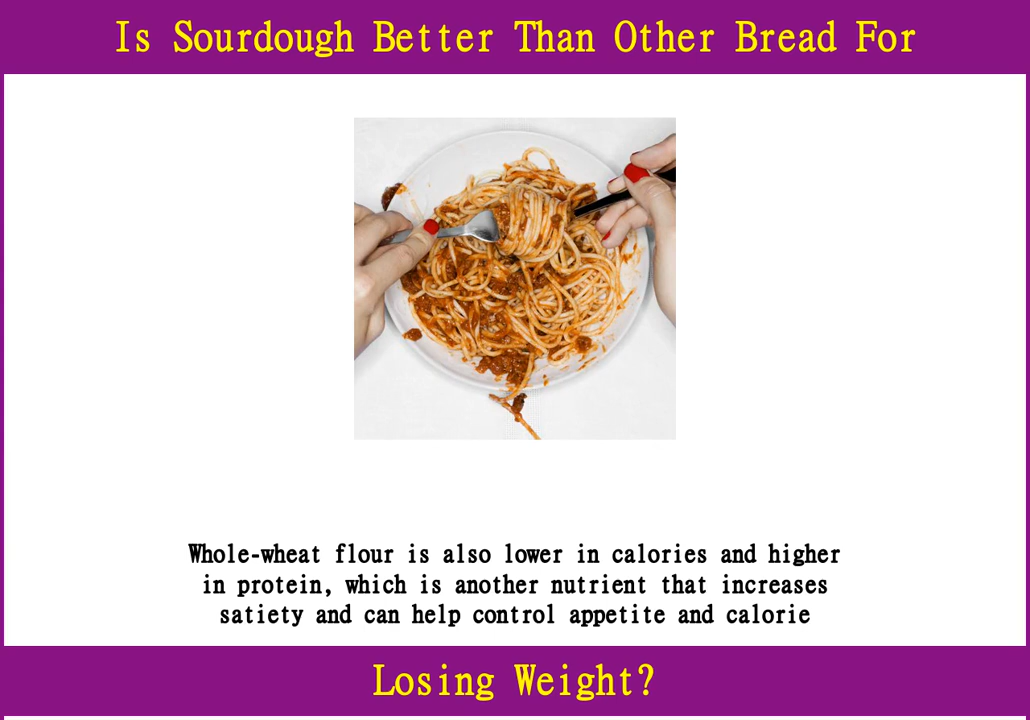 Is Sourdough Better Than Other Bread For
Whole-wheat flour is also lower in calories and higher
in protein, which is another nutrient that increases
satiety and can help control appetite and calorie
Losing Weight?